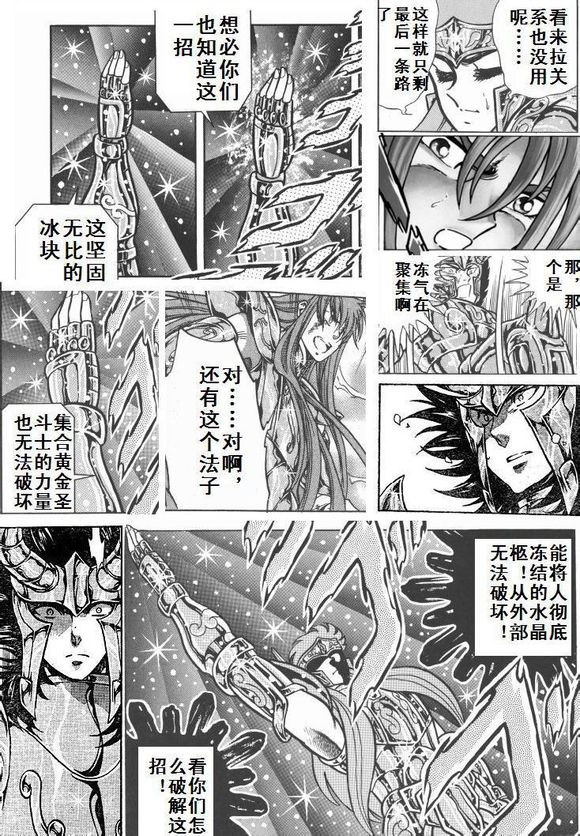 看来拉关
系也没用
呢……
这样就只剩
最后一条路
了
想必你们
也知道这
一招
这坚固
无比的
冰块
那，那
个是
冻气在
聚集啊
对……对啊，
还有这个法子
集合黄金圣
斗士的力量
也无法破坏
能将人彻底
冻结的水晶
柩！从外部
无法破坏！
看你们怎
么破解这
招！